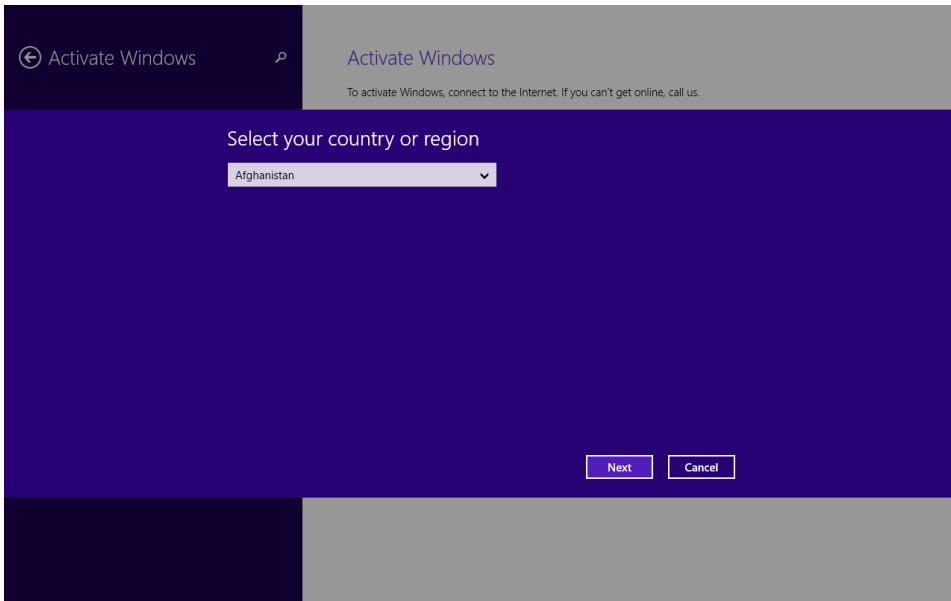 Activate Windows
Activate Windows
To activate Windows, connect to the Internet. If you can't get online, call us.
Select your country or region
Afghanistan
Next
Cancel